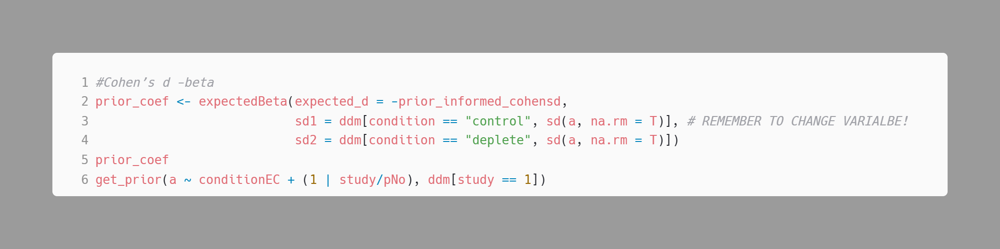 1 #Cohen’s d -beta
2 prior_coef <- expectedBeta(expected_d = -prior_informed_cohensd,
3                            sd1 = ddm[condition == "control", sd(a, na.rm = T)], # REMEMBER TO CHANGE VARIALBE!
4                            sd2 = ddm[condition == "deplete", sd(a, na.rm = T)])
5 prior_coef
6 get_prior(a ~ conditionEC + (1 | study/pNo), ddm[study == 1])